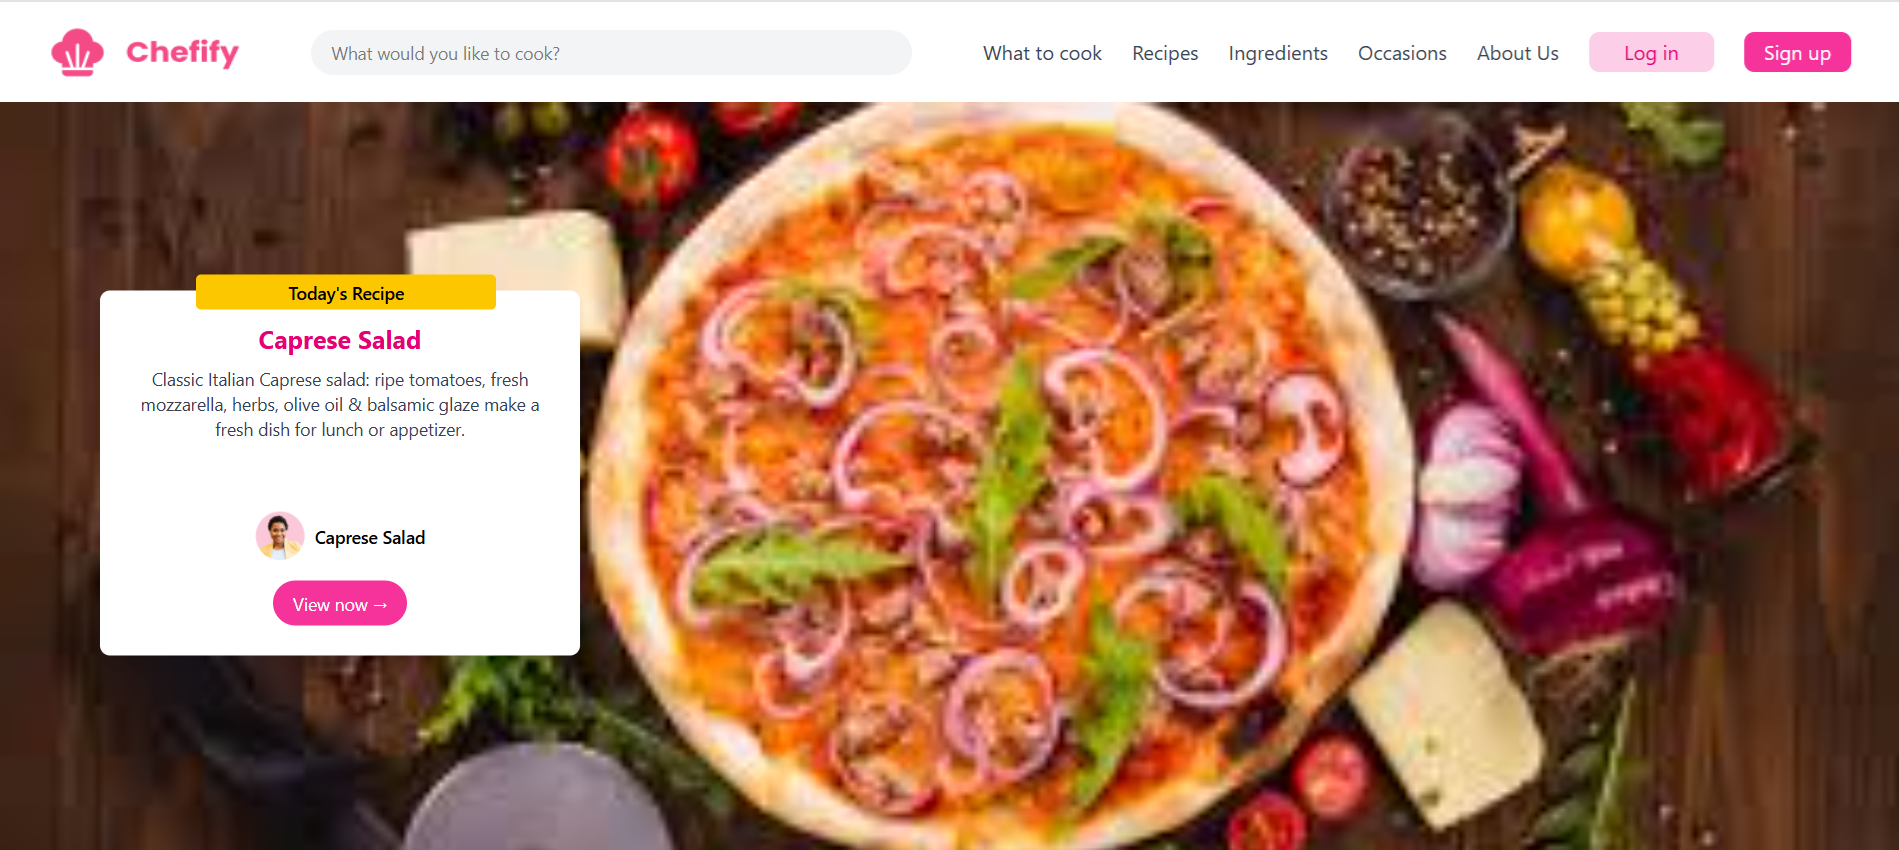 Chefify
What would you like to cook?
What to cook
Recipes
Ingredients
Occasions
About Us
Log in
Sign up
Today's Recipe
Caprese Salad
Classic Italian Caprese salad: ripe tomatoes, fresh
mozzarella, herbs, olive oil & balsamic glaze make a
fresh dish for lunch or appetizer.
Caprese Salad
View now →